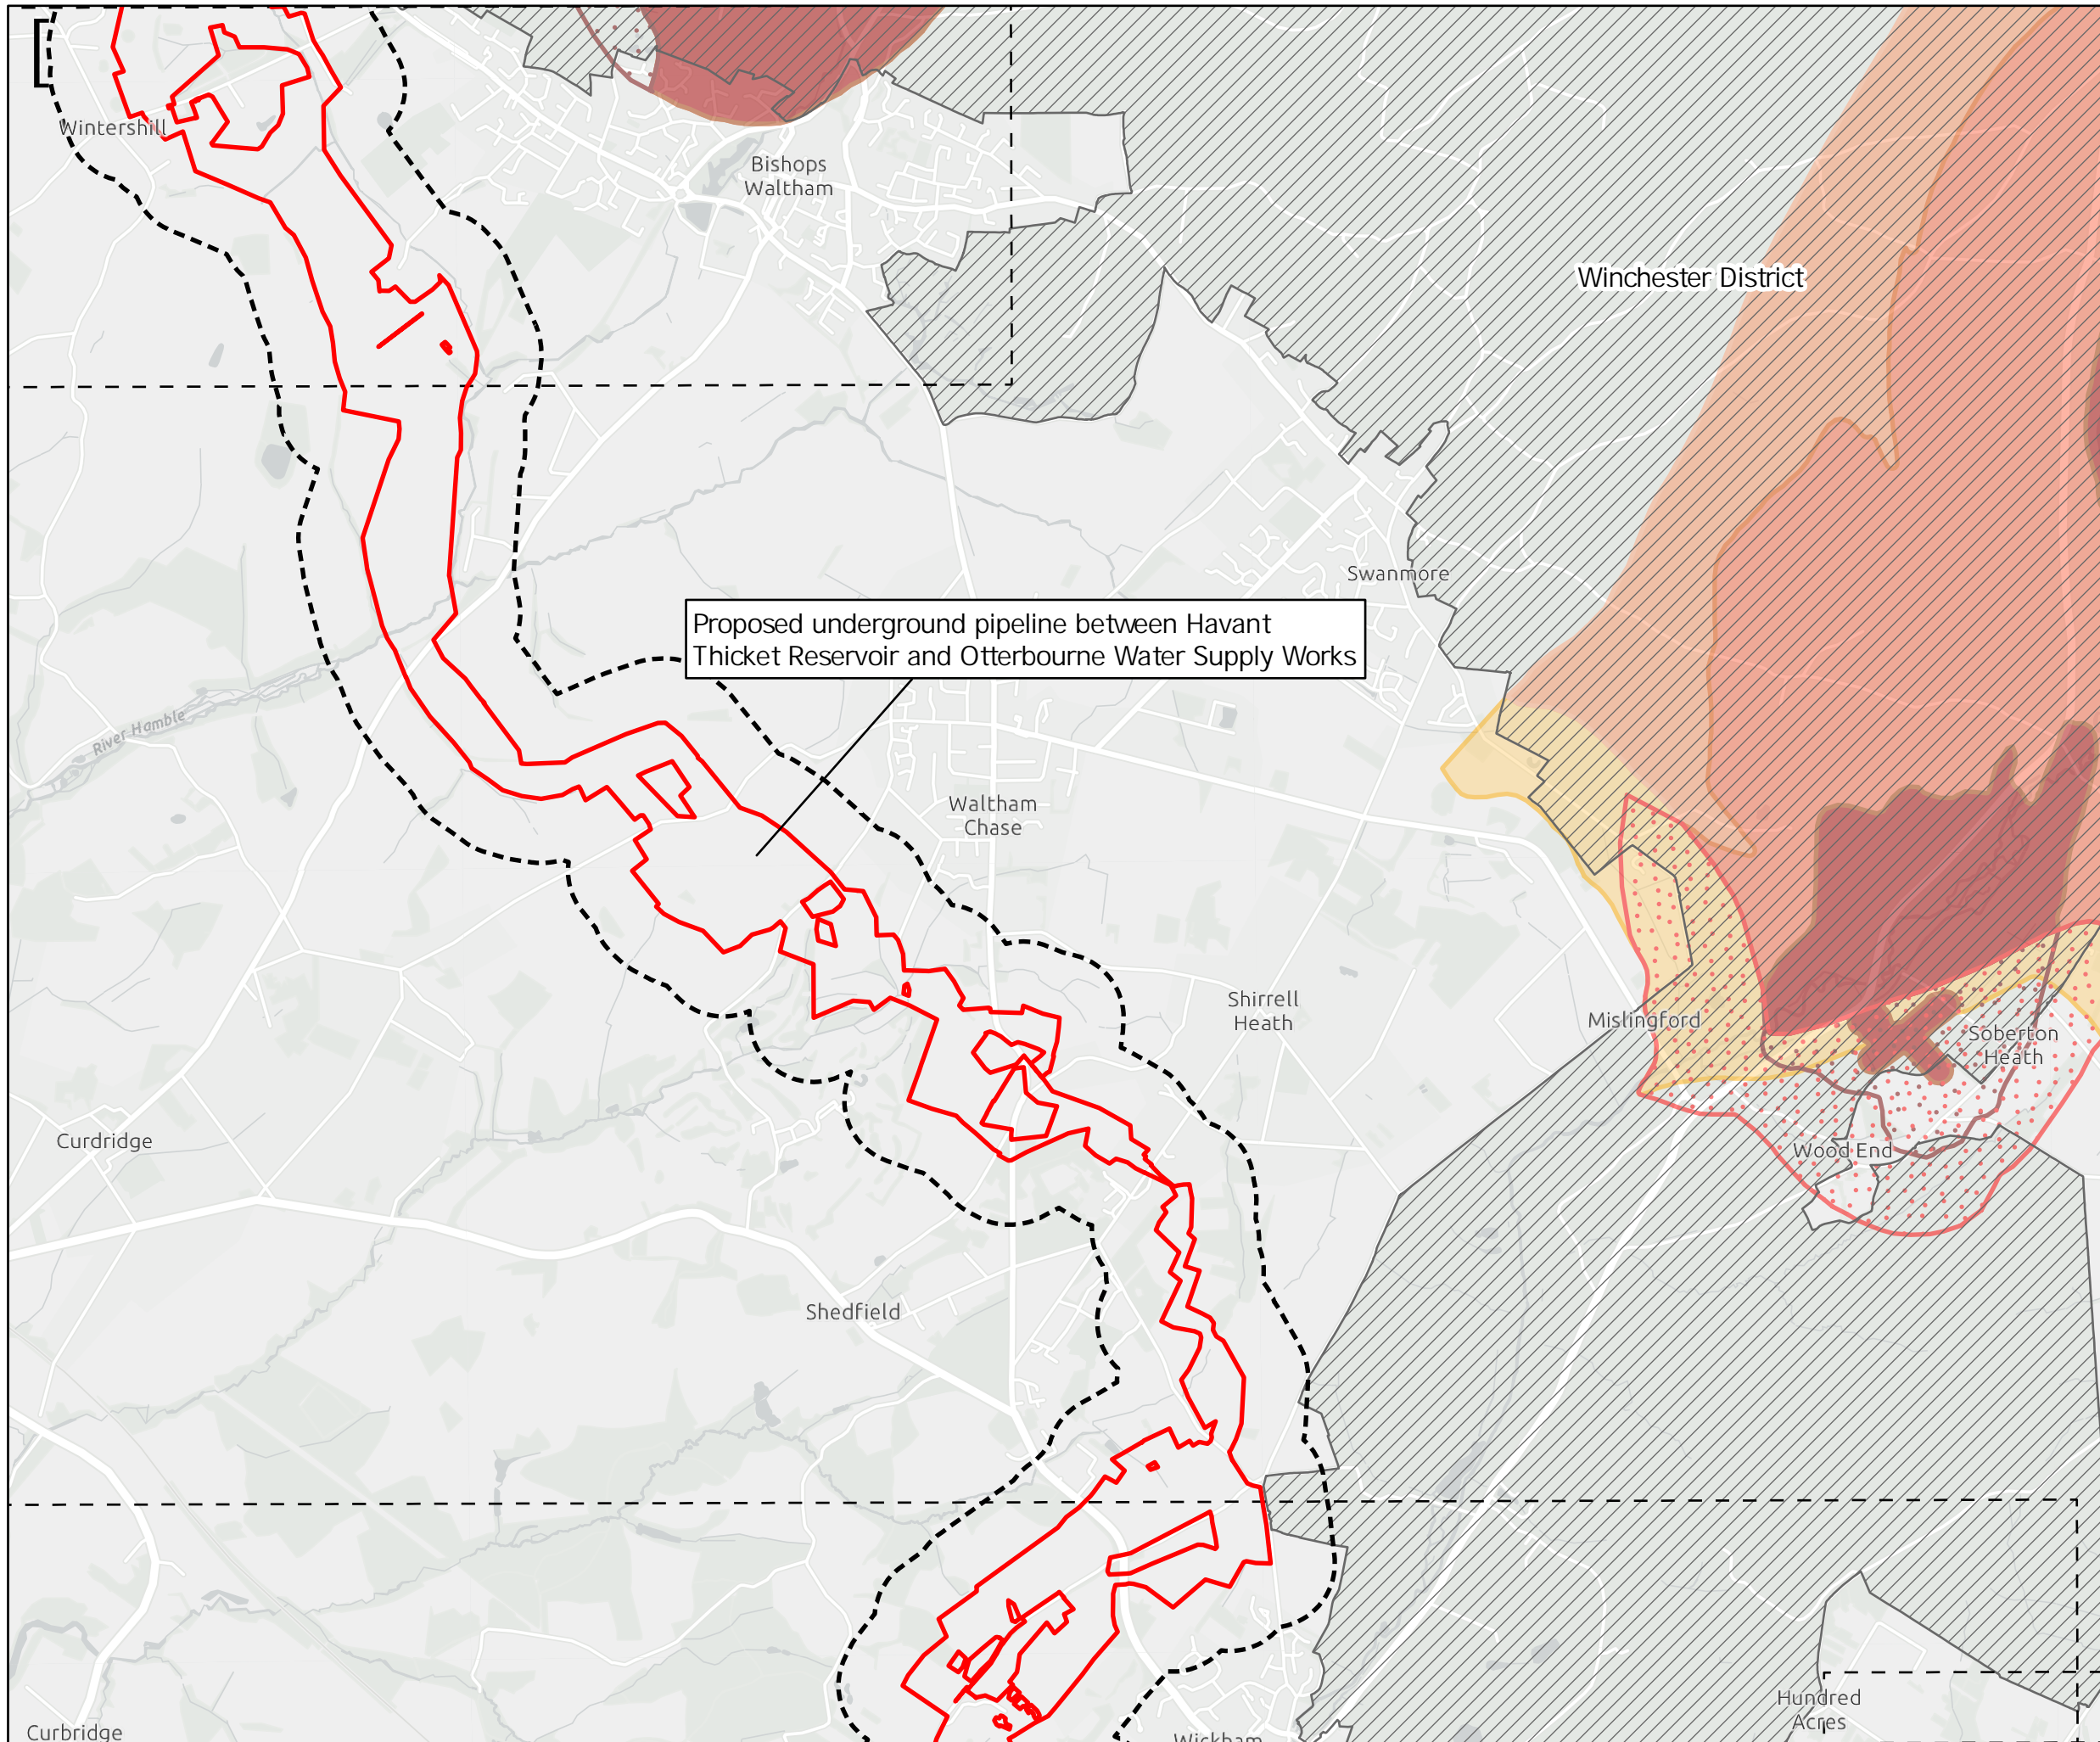 Wintershill
Bishops
Waltham
Winchester District
Swanmore
Proposed underground pipeline between Havant
Thicket Reservoir and Otterbourne Water Supply Works
River Hamble
Waltham
Chase
Shirrell
Heath
Mislingford
Soberton
Heath
Curdridge
Wood End
Shedfield
Hundred
Acres
Curbridge
Wickham